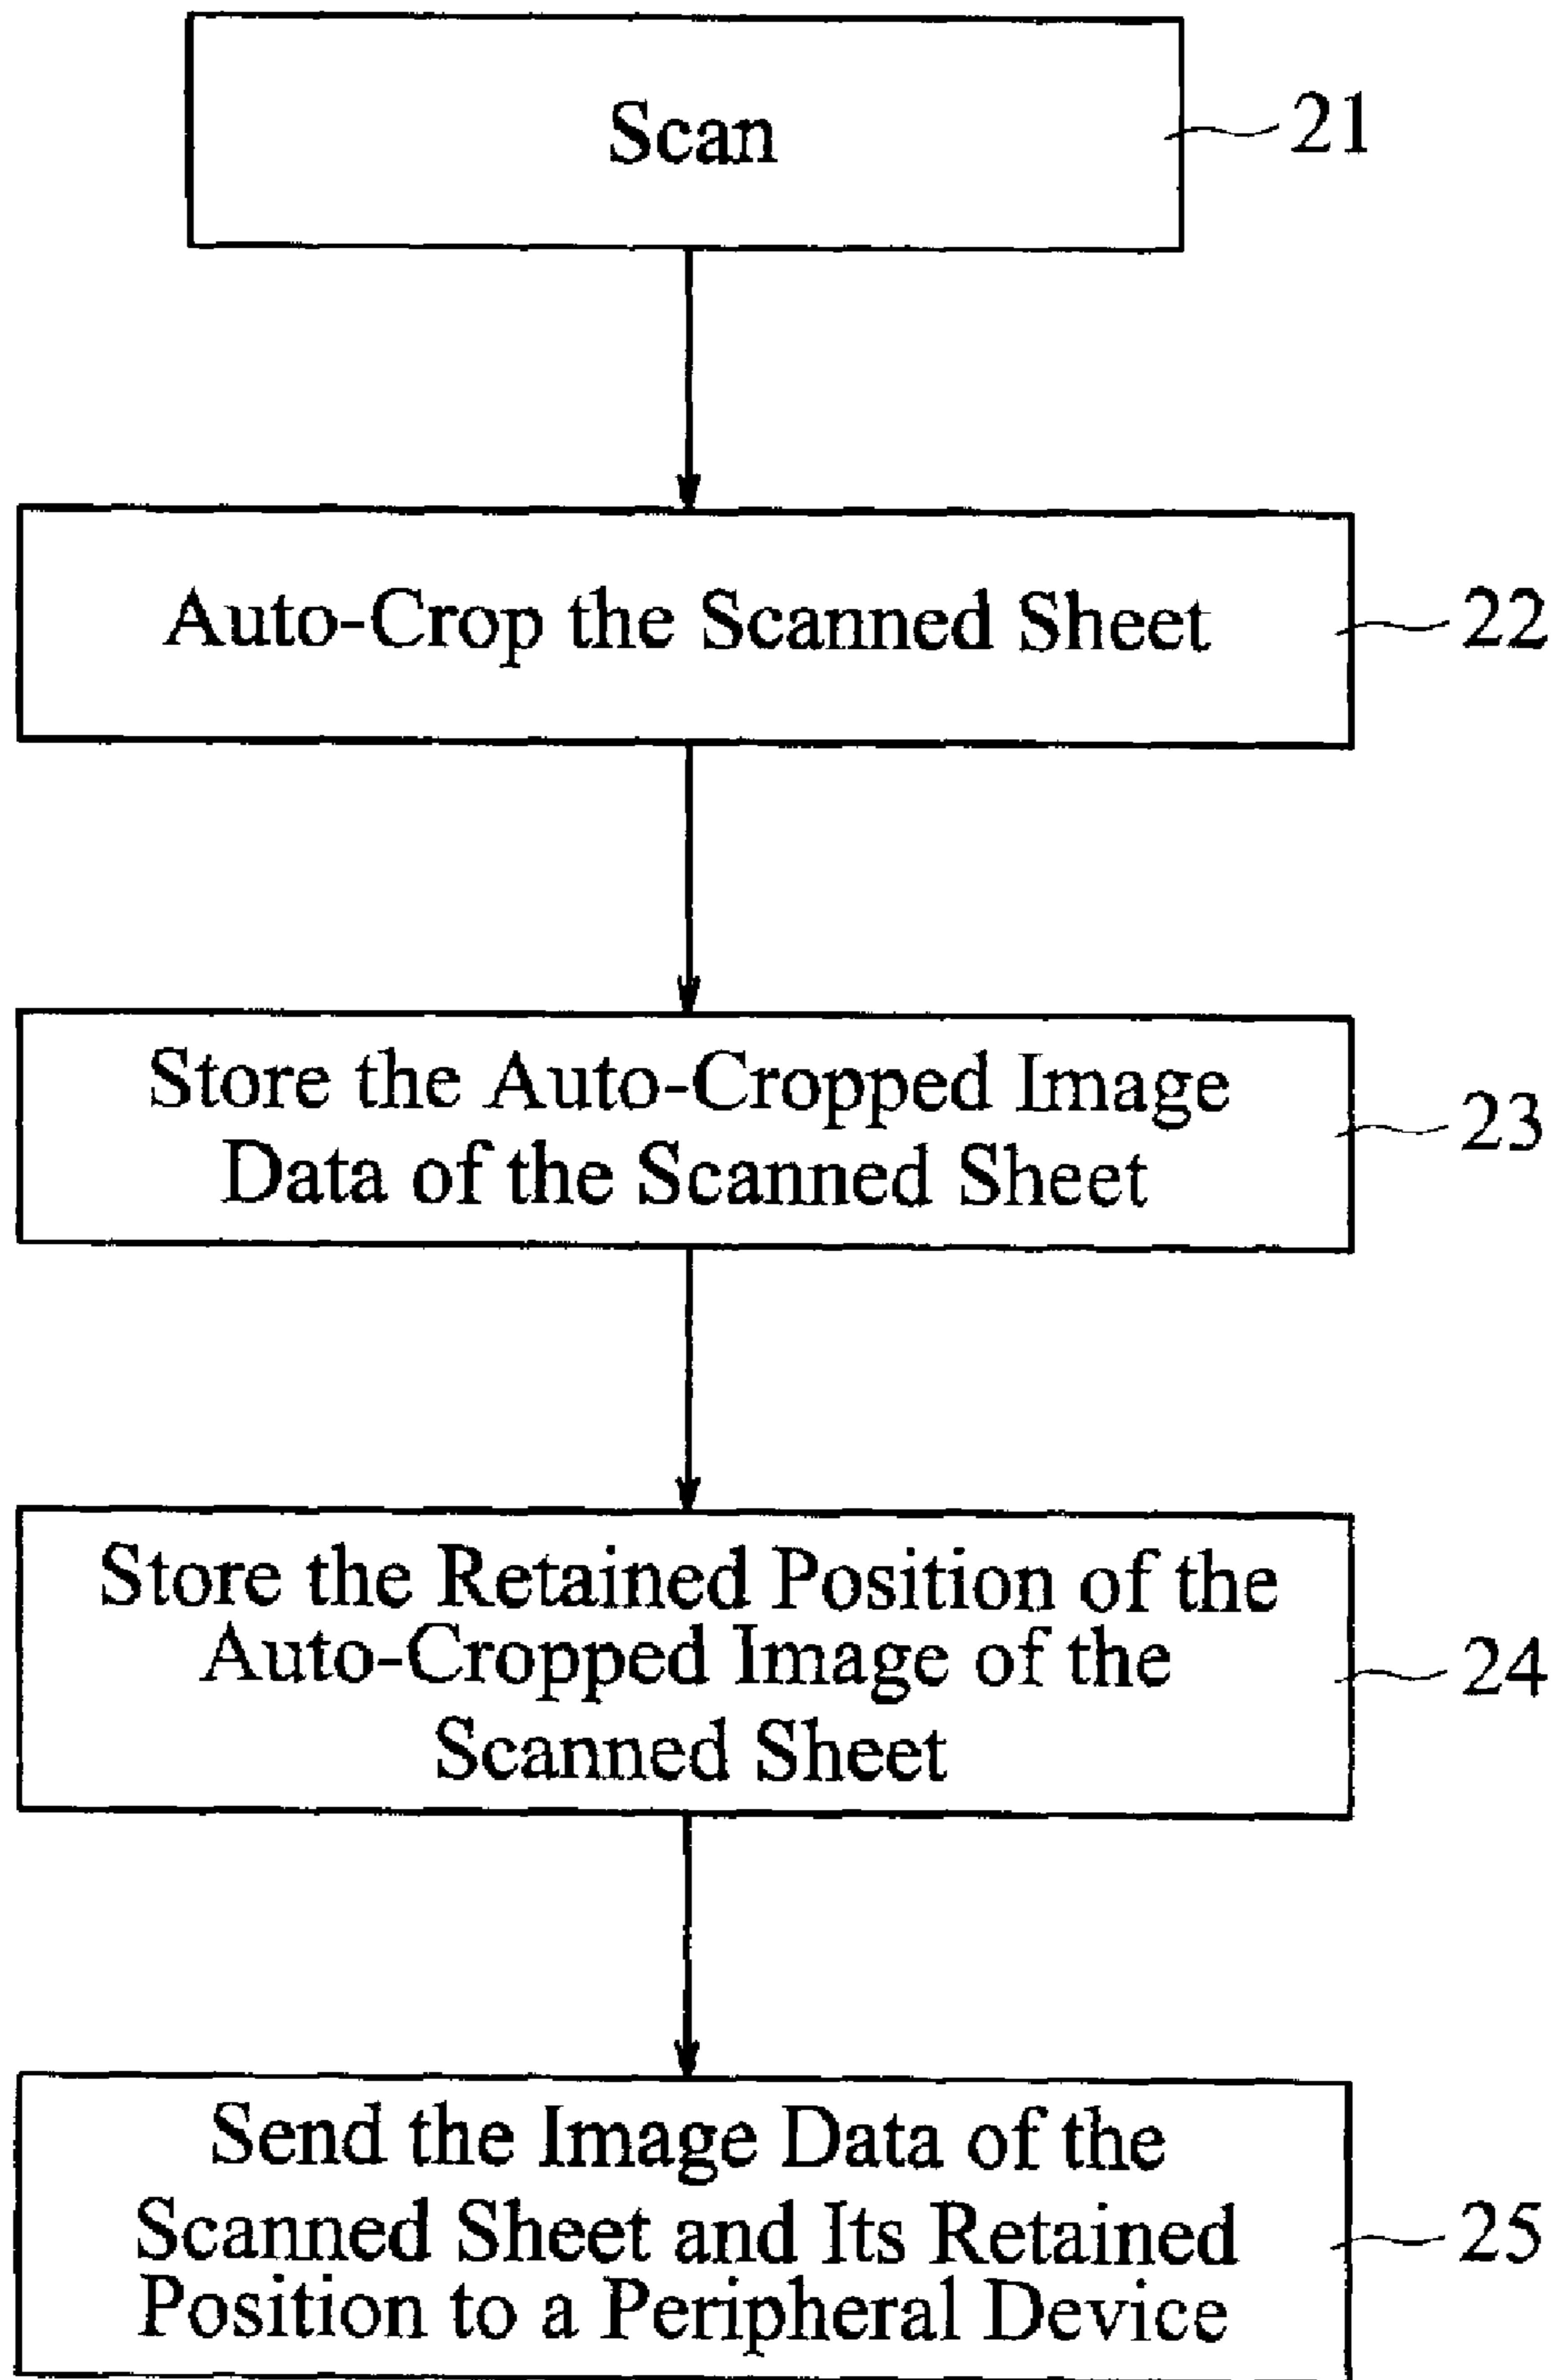 Scan
21
Auto-Crop the Scanned Sheet
22
Store the Auto-Cropped Image
Data of the Scanned Sheet
23
Store the Retained Position of the
Auto-Cropped Image of the
Scanned Sheet
24
Send the Image Data of the
Scanned Sheet and Its Retained
Position to a Peripheral Device
25